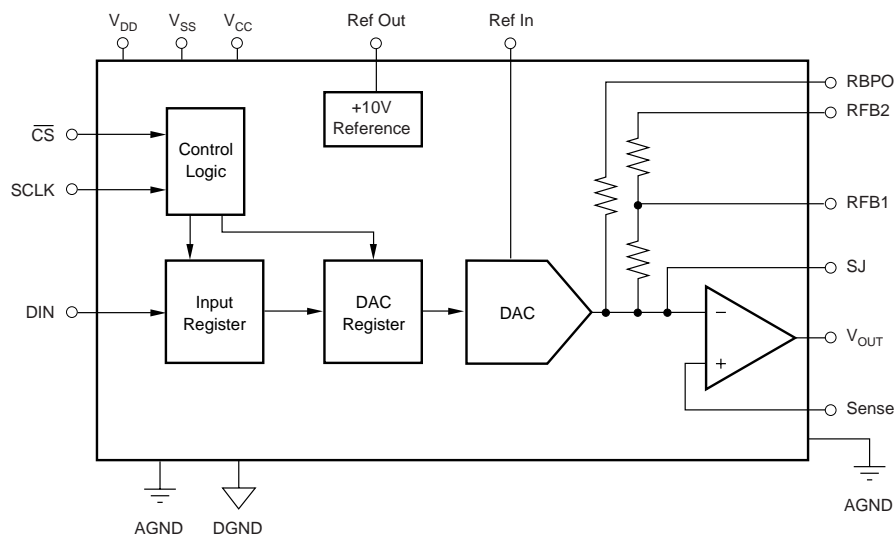 VDD VSS VCC Ref Out Ref In
RBPO
RFB2
+10V
Reference
CS
Control
Logic
SCLK
RFB1
SJ
DIN
Input
Register
DAC
Register
DAC
−
+
VOUT
Sense
AGND DGND
AGND